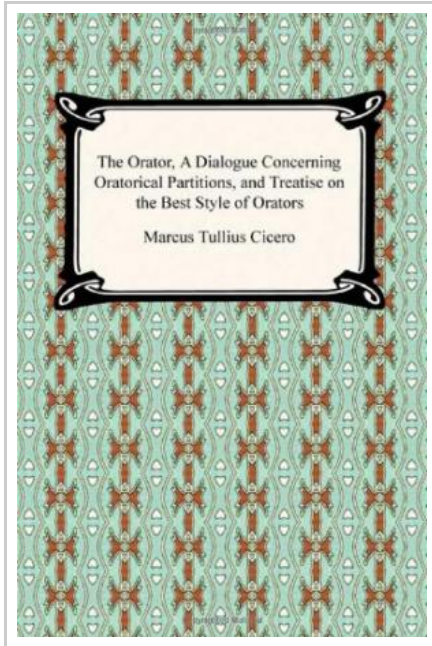 The Orator, A Dialogue Concerning
Oratorical Partitions, and Treatise on
the Best Style of Orators
Marcus Tullius Cicero